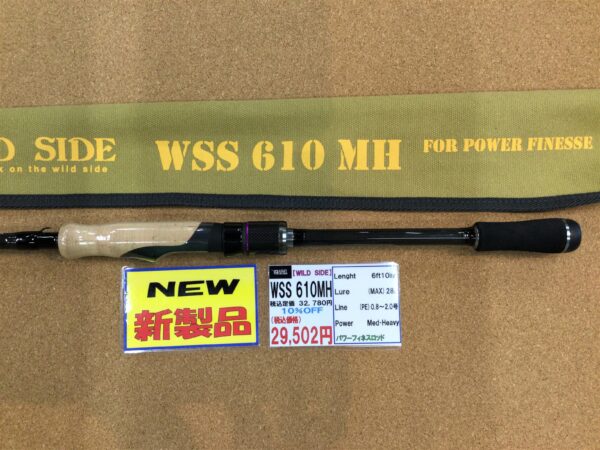 D SIDE
k on the wild side
WSS 610 MH
FOR POWER FINESSE
NEW
新製品
【WILD SIDE】
WSS 610MH
税込定価 32,780円
10%OFF
(税込価格)
29,502円
Lenght 6ft10in
Lure (MAX) 28
Line (PE) 0.8～2.0号
Power Med-Heavy
パワーフィネスロッド